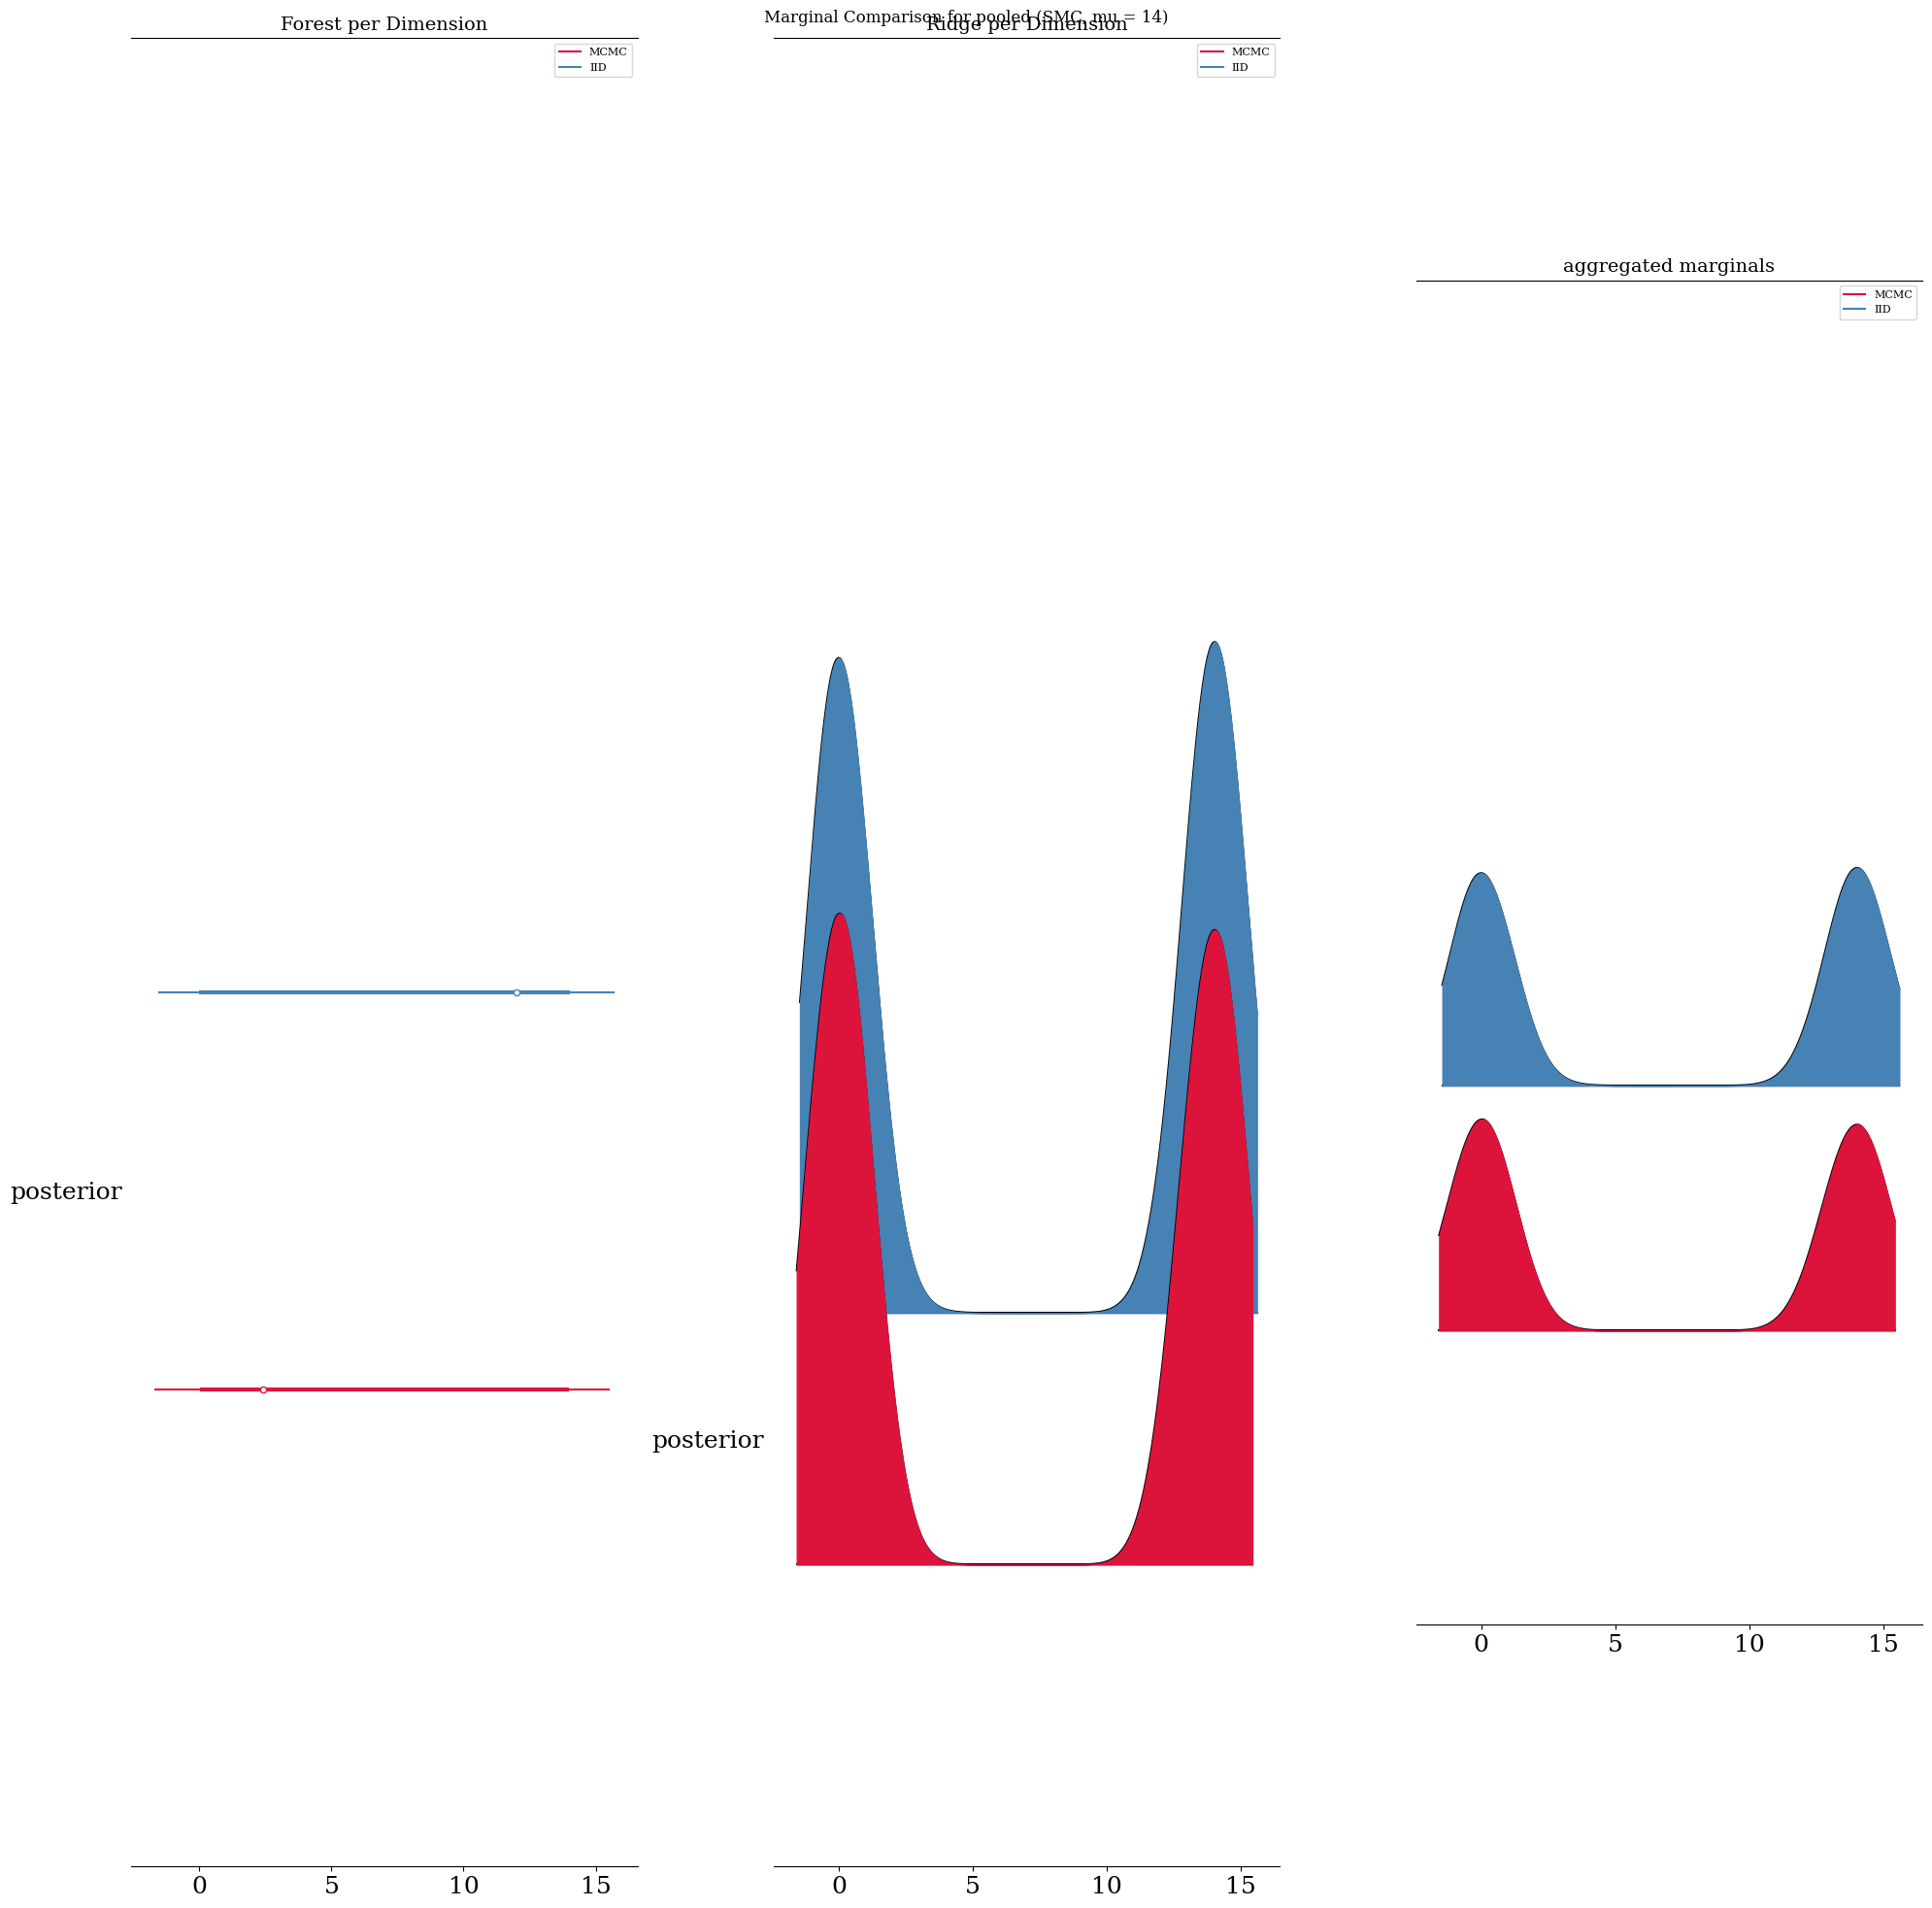 Marginal Comparison for pooled (SMC, mu = 14)
Forest per Dimension
MCMC
IID
posterior
0 5 10 15
Ridge per Dimension
MCMC
IID
posterior
0 5 10 15
aggregated marginals
MCMC
IID
0 5 10 15